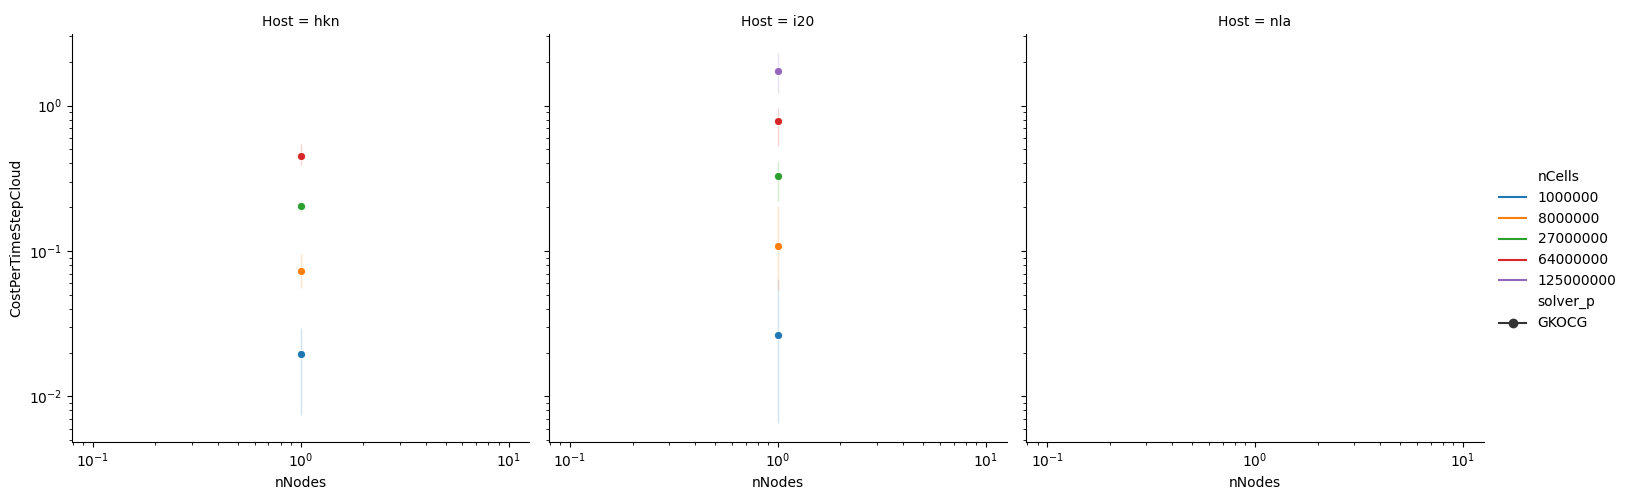 Host = hkn
Host = i20
Host = nla
CostPerTimeStepCloud
10^0
10^-1
10^-2
10^-1
10^0
10^1
nNodes
10^-1
10^0
10^1
nNodes
10^-1
10^0
10^1
nNodes
nCells
1000000
8000000
27000000
64000000
125000000
solver_p
GKOCG